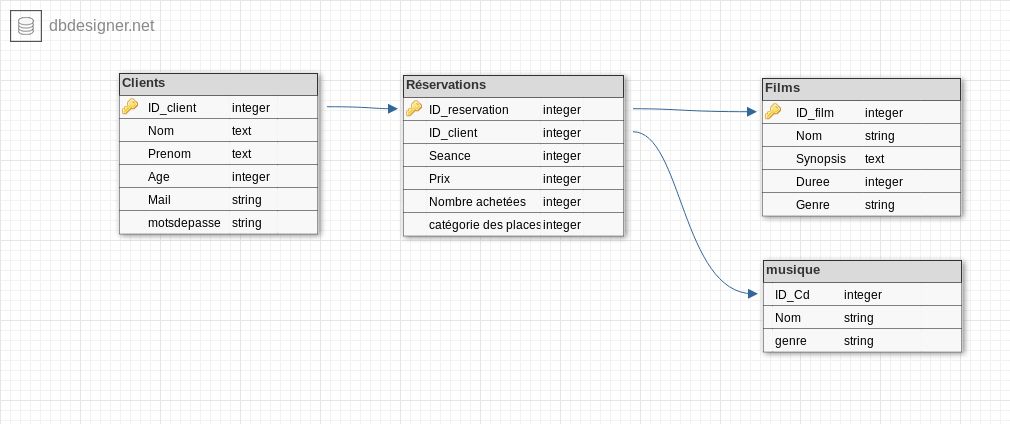 dbdesigner.net
Clients
ID_client integer
Nom text
Prenom text
Age integer
Mail string
motsdepasse string
Réservations
ID_reservation integer
ID_client integer
Seance integer
Prix integer
Nombre achetées integer
catégorie des places integer
Films
ID_film integer
Nom string
Synopsis text
Duree integer
Genre string
musique
ID_Cd integer
Nom string
genre string